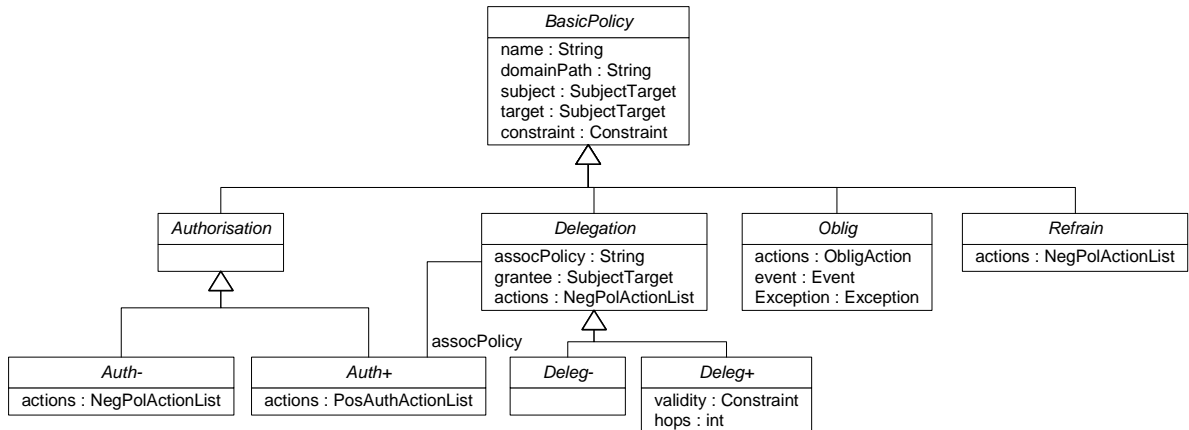 BasicPolicy
name : String
domainPath : String
subject : SubjectTarget
target : SubjectTarget
constraint : Constraint
Authorisation
Delegation
assocPolicy : String
grantee : SubjectTarget
actions : NegPolActionList
Oblig
actions : ObligAction
event : Event
Exception : Exception
Refrain
actions : NegPolActionList
assocPolicy
Auth-
actions : NegPolActionList
Auth+
actions : PosAuthActionList
Deleg-
Deleg+
validity : Constraint
hops : int